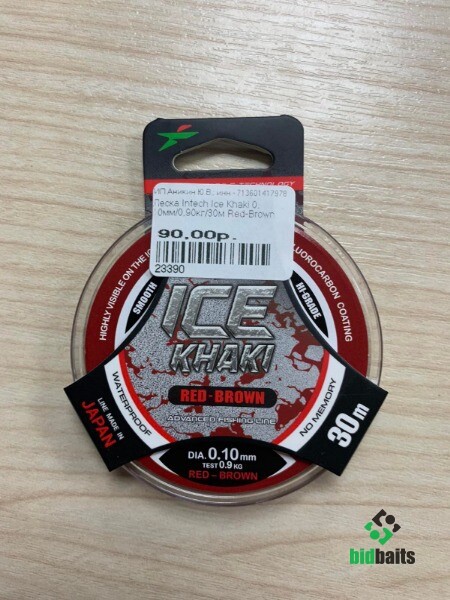 TECHNOLOGY
ИП Аникин Ю.В., инн
Леска Intech Ice Khaki 0,
0мм/0,90кг/30м Red-Brown
90.00р.
23390
HIGHLY VISIBLE ON THE
FLUOROCARBON COATING
SMOOTH
HI-GRADE
ICE
KHAKI
RED-BROWN
ADVANCED FISHING LINE
WATERPROOF
NO MEMORY
LINE MADE IN
JAPAN
30m
DIA. 0.10mm
TEST 0.9 KG
RED - BROWN
bidbaits